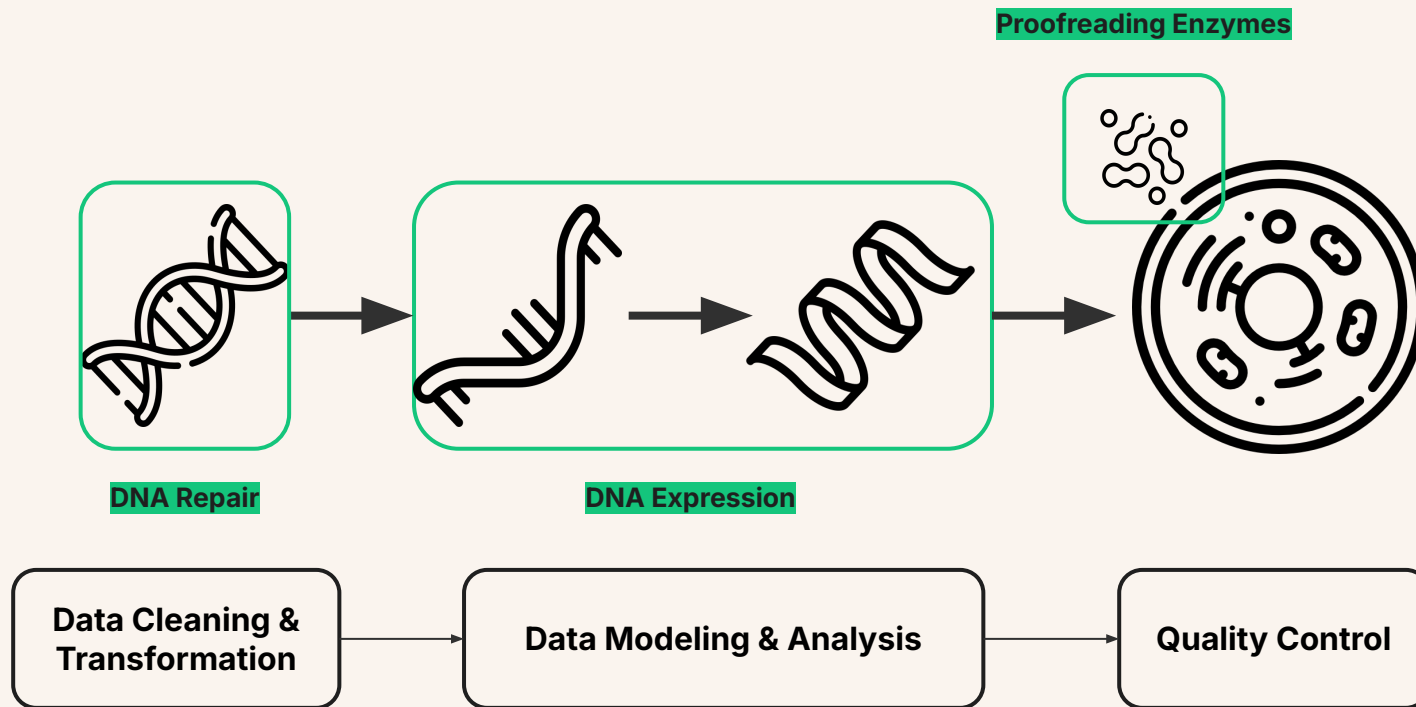 Proofreading Enzymes
DNA Repair
DNA Expression
Data Cleaning &
Transformation
Data Modeling & Analysis
Quality Control